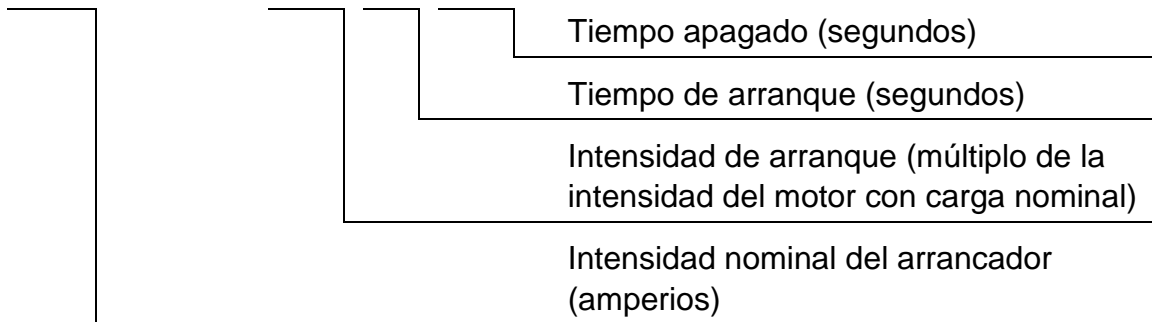 Tiempo apagado (segundos)
Tiempo de arranque (segundos)
Intensidad de arranque (múltiplo de la
intensidad del motor con carga nominal)
Intensidad nominal del arrancador
(amperios)